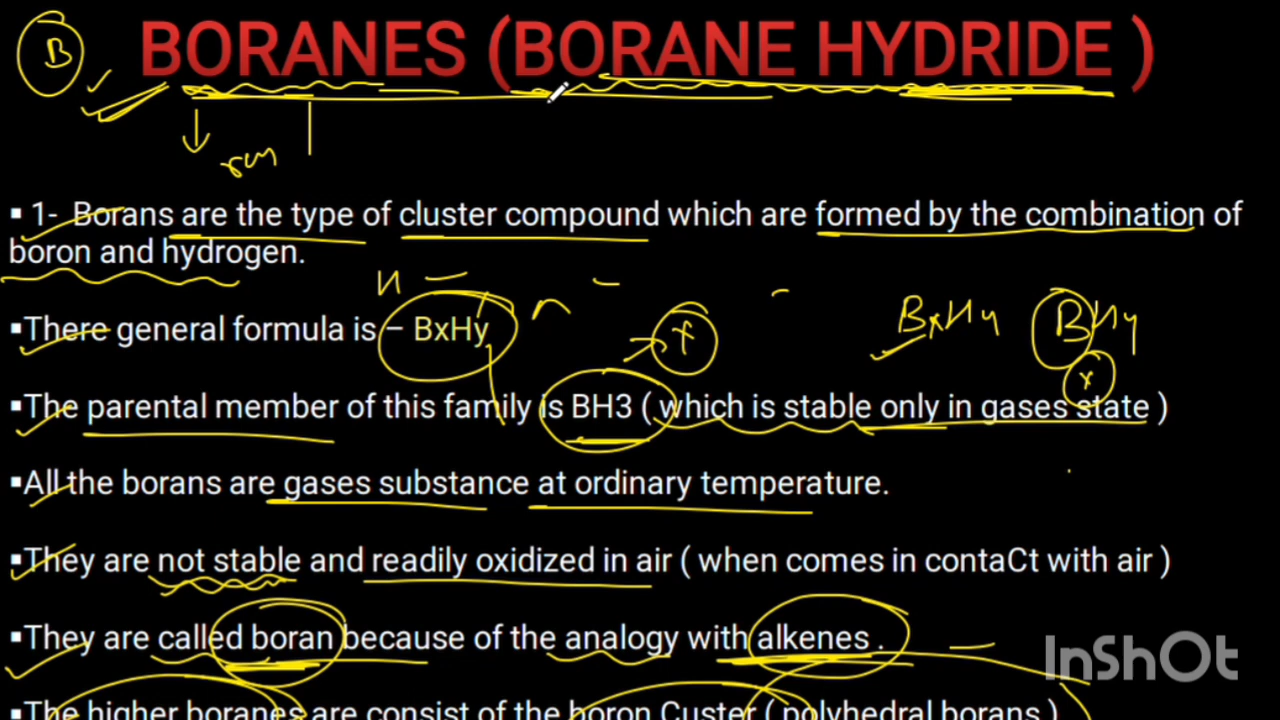 B
BORANES (BORANE HYDRIDE )
▪ 1- Borans are the type of cluster compound which are formed by the combination of
boron and hydrogen.
▪There general formula is – BxHy
BxHy BHy
▪The parental member of this family is BH3 ( which is stable only in gases state )
▪All the borans are gases substance at ordinary temperature.
▪They are not stable and readily oxidized in air ( when comes in contaCt with air )
▪They are called boran because of the analogy with alkenes .
InShOt
▪The higher boranes are consist of the boron Custer ( polyhedral borans )